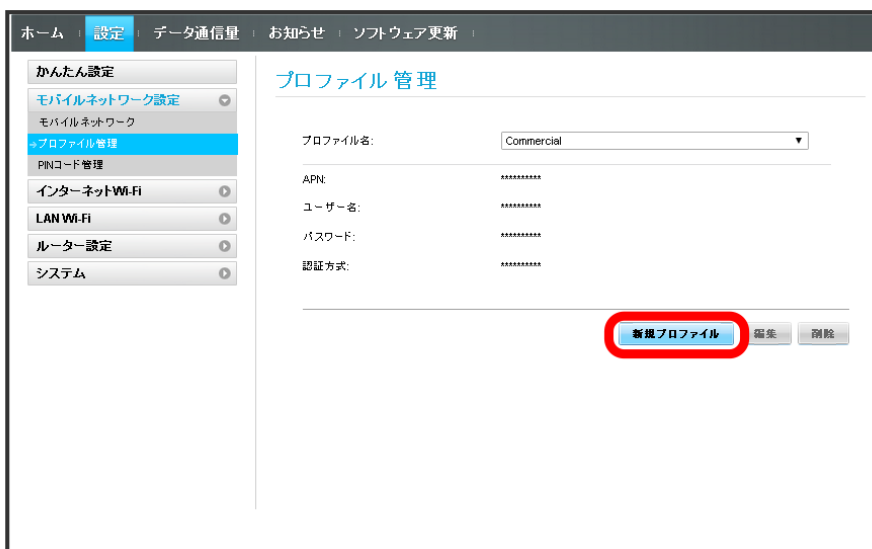 ホーム 設定 データ通信量 お知らせ ソフトウェア更新
かんたん設定
モバイルネットワーク設定
モバイルネットワーク
→プロファイル管理
PINコード管理
インターネットWi-Fi
LAN Wi-Fi
ルーター設定
システム
プロファイル管理
プロファイル名: Commercial
APN: **********
ユーザー名: **********
パスワード: **********
認証方式: **********
新規プロファイル 編集 削除